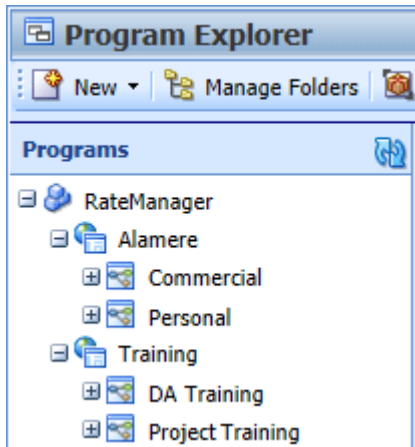 Program Explorer
New Manage Folders
Programs
RateManager
Alamere
Commercial
Personal
Training
DA Training
Project Training